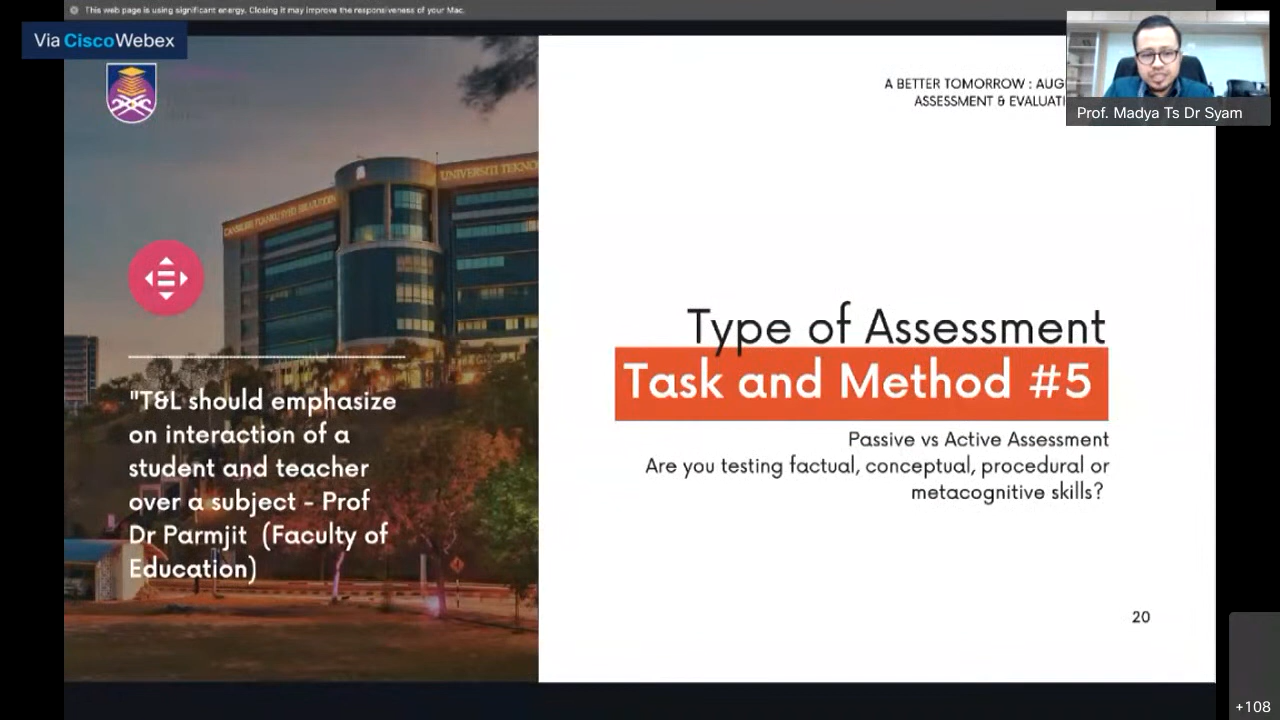 This web page is using significant energy. Closing it may improve the responsiveness of your Mac.
Via CiscoWebex
A BETTER TOMORROW : AUG
ASSESSMENT & EVALUATI
Prof. Madya Ts Dr Syam
UNIVERSITI TEKNO
"T&L should emphasize
on interaction of a
student and teacher
over a subject - Prof
Dr Parmjit (Faculty of
Education)
Type of Assessment
Task and Method #5
Passive vs Active Assessment
Are you testing factual, conceptual, procedural or
metacognitive skills?
20
+108